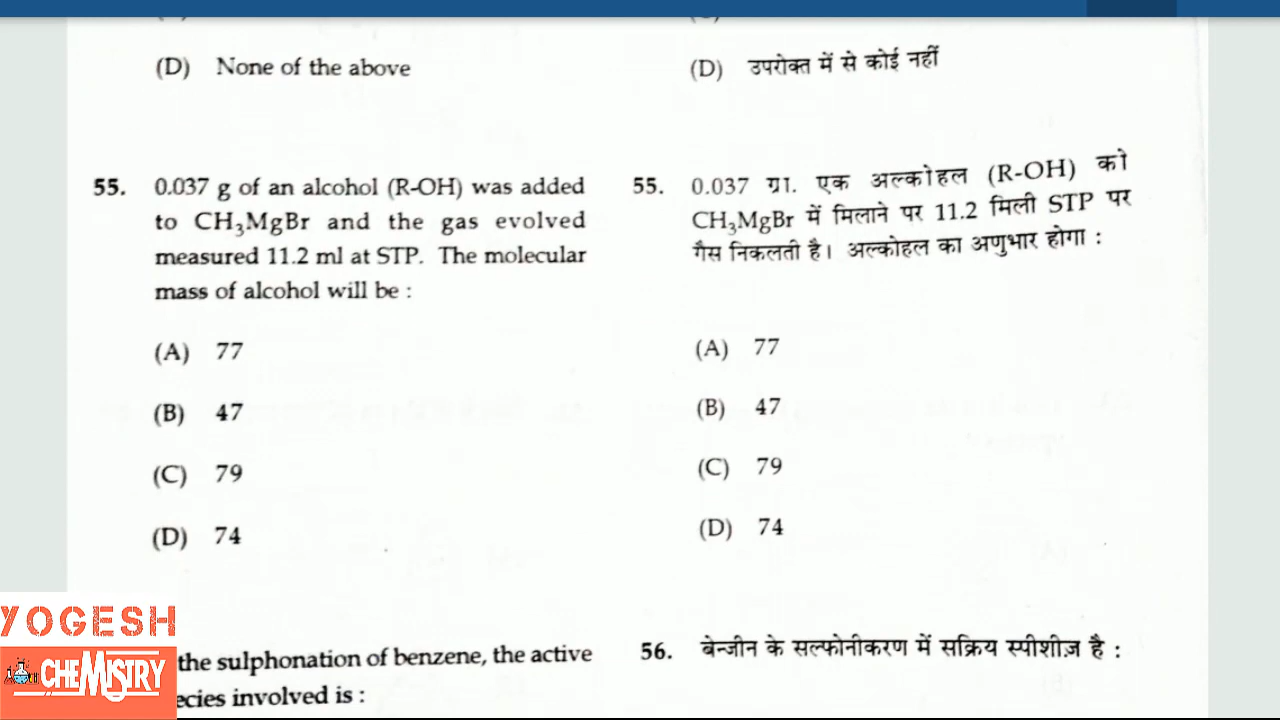 (D) None of the above
55. 0.037 g of an alcohol (R-OH) was added
to CH₃MgBr and the gas evolved
measured 11.2 ml at STP. The molecular
mass of alcohol will be :
(A) 77
(B) 47
(C) 79
(D) 74
the sulphonation of benzene, the active
ecies involved is :
(D) उपरोक्त में से कोई नहीं
55. 0.037 ग्रा. एक अल्कोहल (R-OH) को
CH₃MgBr में मिलाने पर 11.2 मिली STP पर
गैस निकलती है। अल्कोहल का अणुभार होगा :
(A) 77
(B) 47
(C) 79
(D) 74
56. बेन्जीन के सल्फोनीकरण में सक्रिय स्पीशीज़ है :
YOGESH
CHEMISTRY